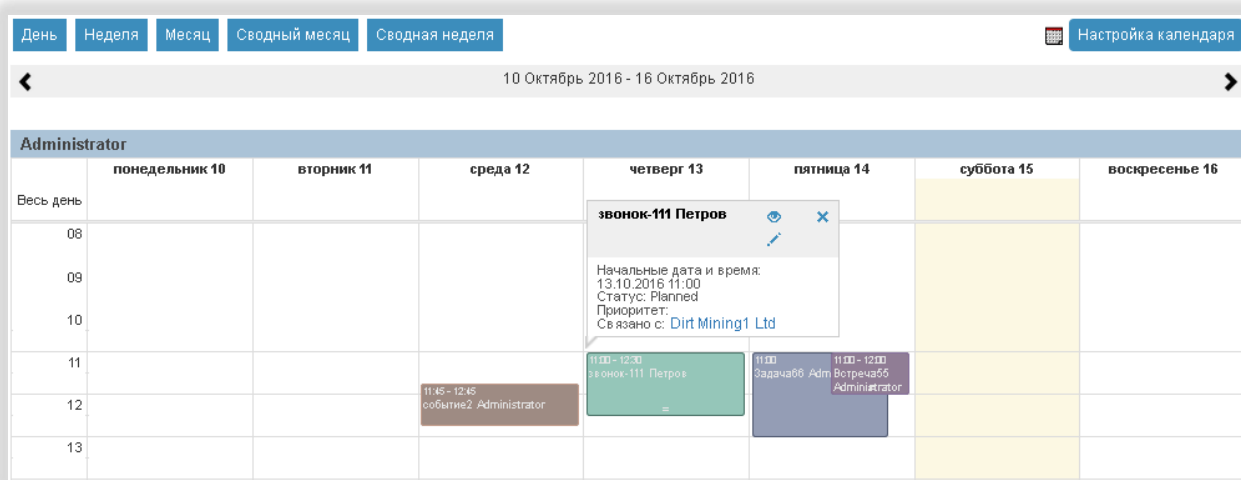 День Неделя Месяц Сводный месяц Сводная неделя Настройка календаря
10 Октябрь 2016 - 16 Октябрь 2016
Administrator
понедельник 10 вторник 11 среда 12 четверг 13 пятница 14 суббота 15 воскресенье 16
Весь день
звонок-111 Петров
Начальные дата и время:
13.10.2016 11:00
Статус: Planned
Приоритет:
Связано с: Dirt Mining1 Ltd
08
09
10
11
12
13
11:45 - 12:45
событие2 Administrator
11:00 - 12:30
звонок-111 Петров
11:00
Задача66 Adm
11:00 - 12:00
Встреча55
Administrator